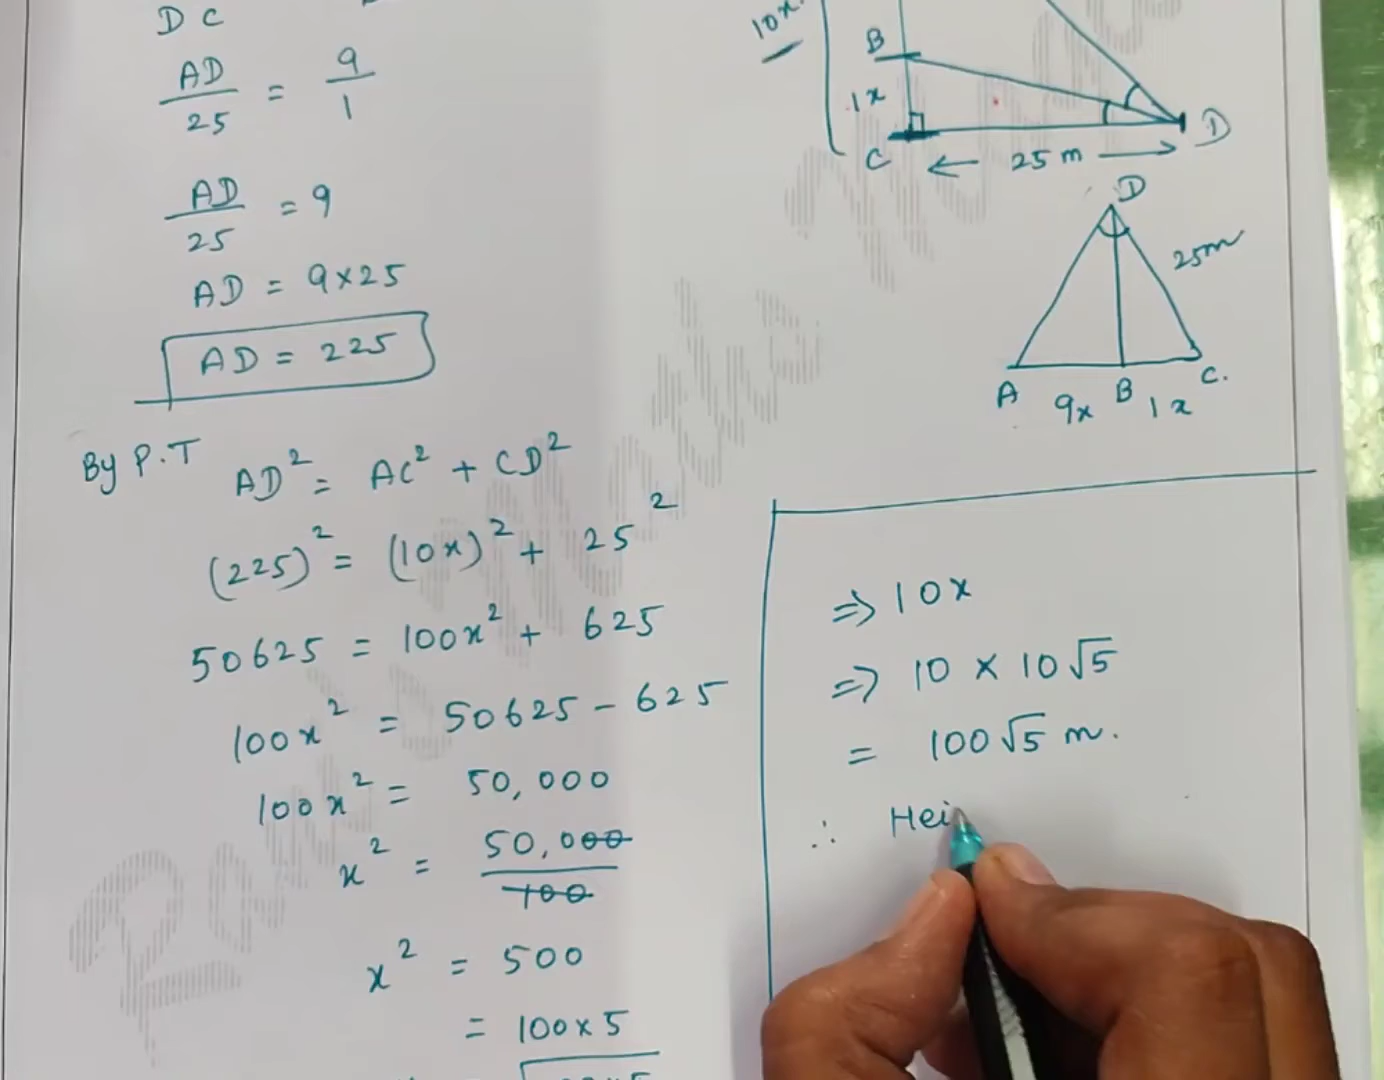 DC
AD/25 = 9/1
AD/25 = 9
AD = 9×25
AD = 225
By P.T AD² = AC² + CD²
(225)² = (10x)² + 25²
50625 = 100x² + 625
100x² = 50625 - 625
100x² = 50,000
x² = 50,000/100
x² = 500
= 100×5
10x
B
1x
C
25 m
D
D
25m
A 9x B 1x C.
⇒ 10x
⇒ 10 × 10√5
= 100√5 m.
∴ Hei